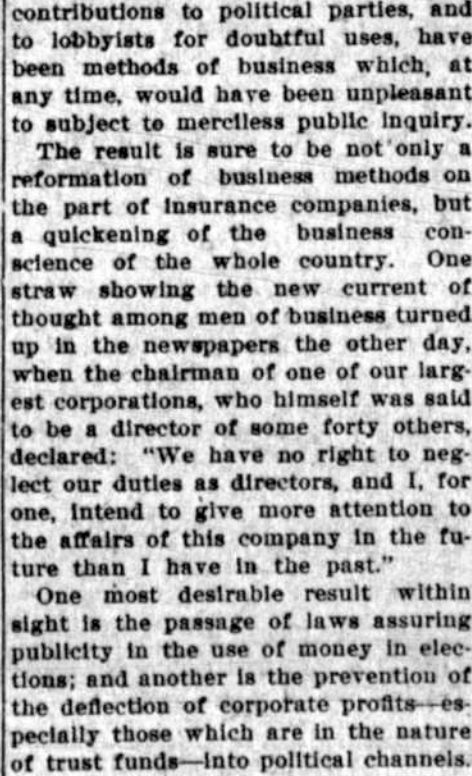 contributions to political parties, and
to lobbyists for doubtful uses, have
been methods of business which, at
any time, would have been unpleasant
to subject to merciless public inquiry.
The result is sure to be not only a
reformation of business methods on
the part of insurance companies, but
a quickening of the business con-
science of the whole country. One
straw showing the new current of
thought among men of business turned
up in the newspapers the other day,
when the chairman of one of our larg-
est corporations, who himself was said
to be a director of some forty others,
declared: "We have no right to neg-
lect our duties as directors, and I, for
one, intend to give more attention to
the affairs of this company in the fu-
ture than I have in the past."
One most desirable result within
sight is the passage of laws assuring
publicity in the use of money in elec-
tions; and another is the prevention of
the deflection of corporate profits—es-
pecially those which are in the nature
of trust funds—into political channels.